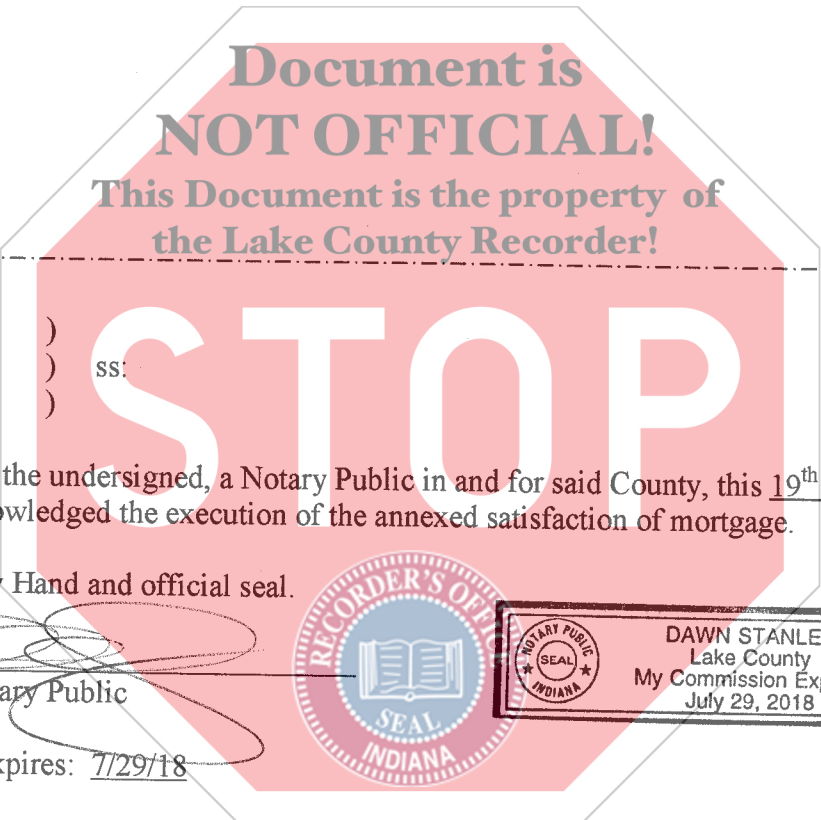 Document is
NOT OFFICIAL!
This Document is the property of
the Lake County Recorder!
)
) ss:
)
STOP
the undersigned, a Notary Public in and for said County, this 19th
owledged the execution of the annexed satisfaction of mortgage.
Hand and official seal.
RECORDER'S OFFICE
SEAL
INDIANA
NOTARY PUBLIC
SEAL
INDIANA
DAWN STANLE
Lake County
My Commission Exp
July 29, 2018
ary Public
xpires: 7/29/18